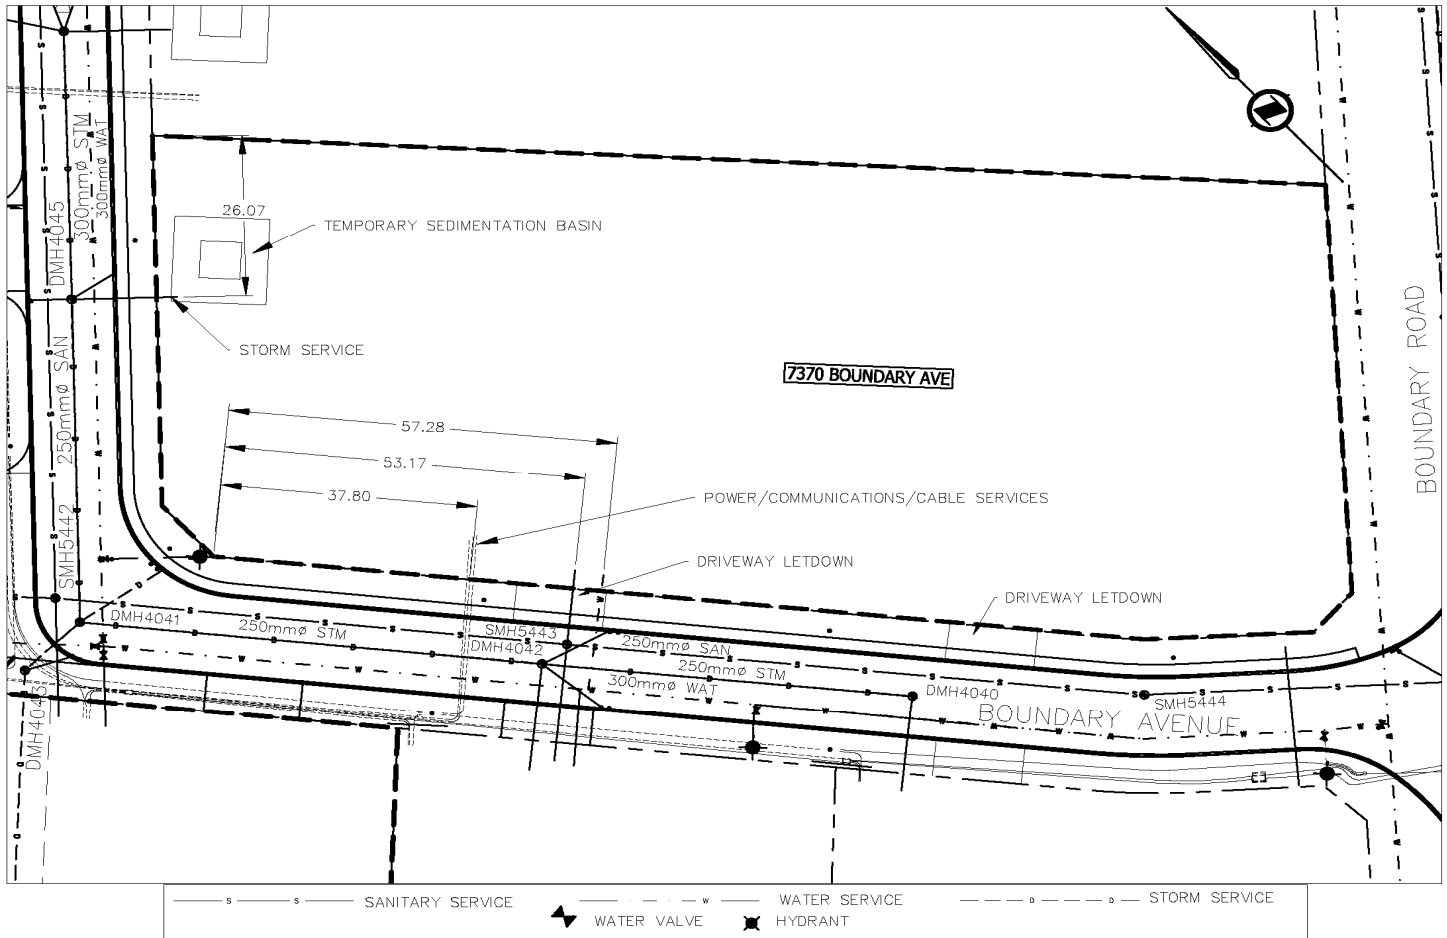 300mmø STM
300mmø WAT
DMH4045
26.07
TEMPORARY SEDIMENTATION BASIN
STORM SERVICE
250mmø SAN
7370 BOUNDARY AVE
BOUNDARY ROAD
57.28
53.17
37.80
POWER/COMMUNICATIONS/CABLE SERVICES
SMH5442
DRIVEWAY LETDOWN
DRIVEWAY LETDOWN
DMH4041
250mmø STM
SMH5443
DMH4042
250mmø SAN
250mmø STM
300mmø WAT
DMH4040
SMH5444
BOUNDARY AVENUE
DMH4043
S S SANITARY SERVICE
W WATER SERVICE
D D STORM SERVICE
WATER VALVE
HYDRANT